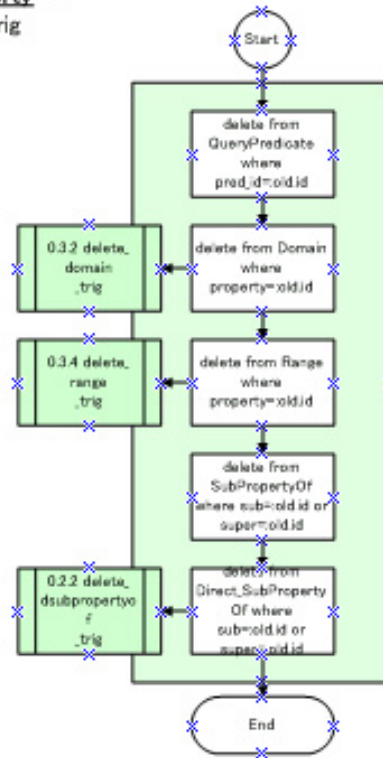 rig
Start
delete from
QueryPredicate
where
pred_id=:old.id
0.3.2 delete_
domain
_trig
delete from Domain
where
property=:old.id
0.3.4 delete_
range
_trig
delete from Range
where
property=:old.id
delete from
SubPropertyOf
where sub=:old.id or
super=:old.id
0.2.2 delete_
dsubpropertyo
f
_trig
delete from
Direct_SubProperty
Of where
sub=:old.id or
super=:old.id
End